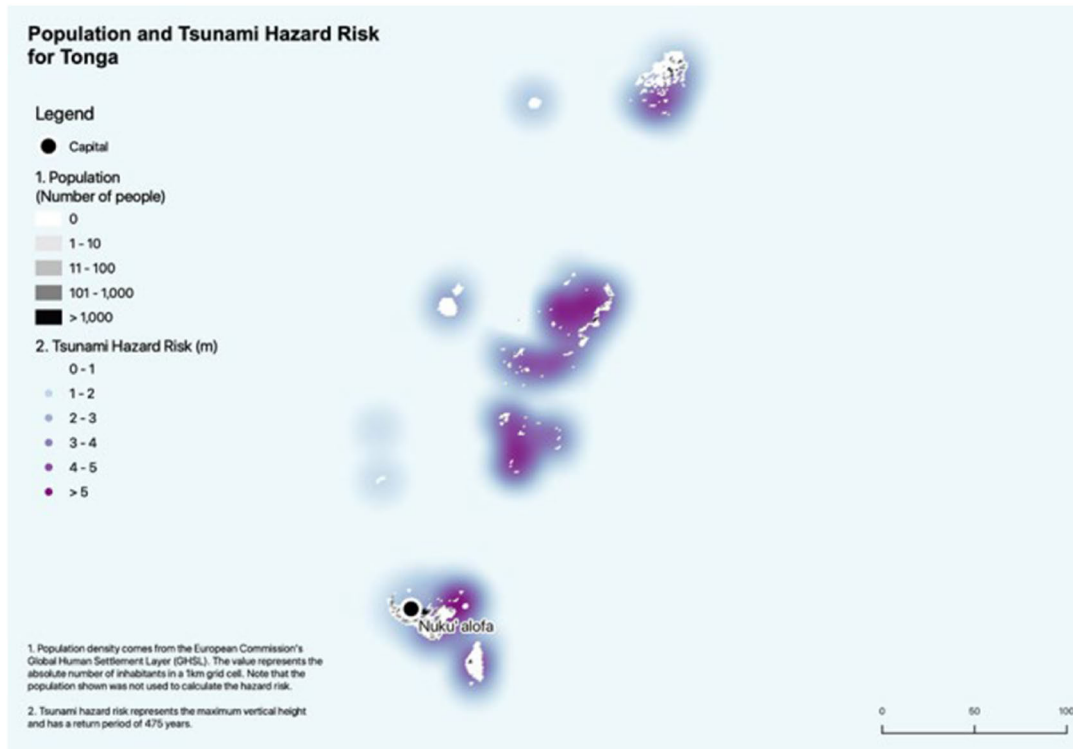 Population and Tsunami Hazard Risk
for Tonga
Legend
Capital
1. Population
(Number of people)
0
1 - 10
11 - 100
101 - 1,000
> 1,000
2. Tsunami Hazard Risk (m)
0 - 1
1 - 2
2 - 3
3 - 4
4 - 5
> 5
Nuku'alofa
1. Population density comes from the European Commission's
Global Human Settlement Layer (GHSL). The value represents the
absolute number of inhabitants in a 1km grid cell. Note that the
population shown was not used to calculate the hazard risk.
2. Tsunami hazard risk represents the maximum vertical height
and has a return period of 475 years.
0 50 100